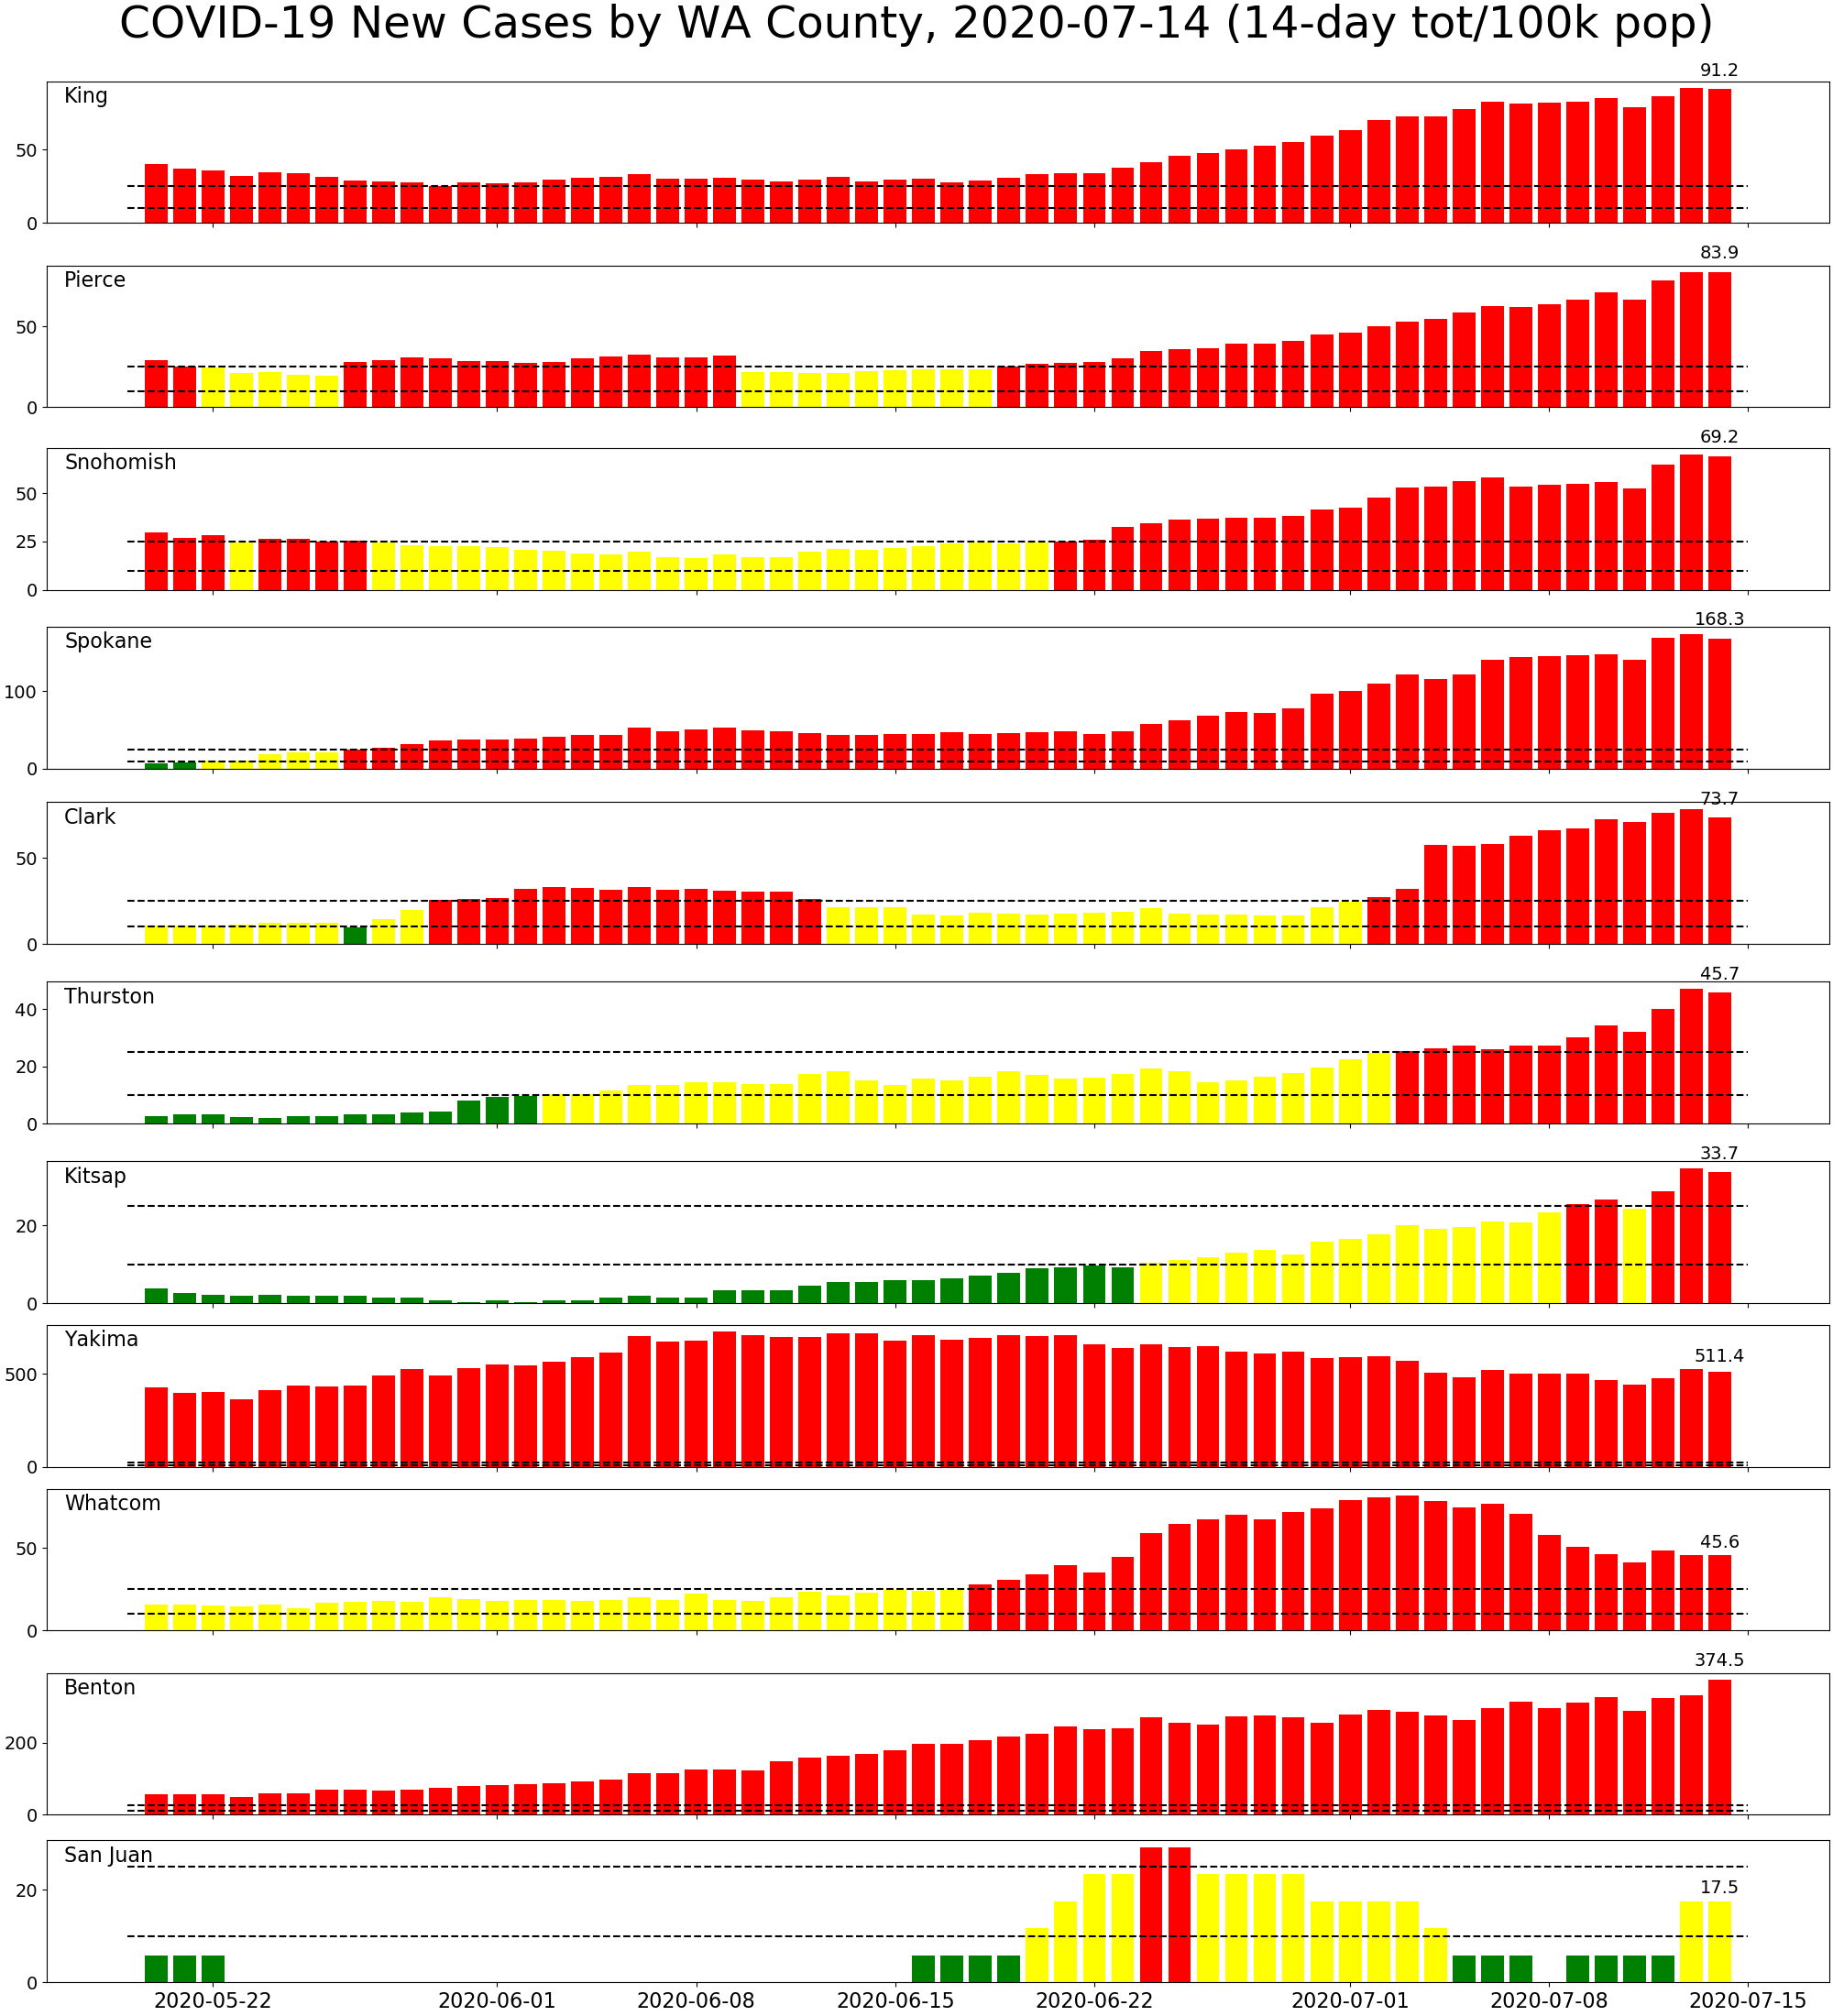 COVID-19 New Cases by WA County, 2020-07-14 (14-day tot/100k pop)
91.2
King
50
0
83.9
Pierce
50
0
69.2
Snohomish
50
25
0
168.3
Spokane
100
0
73.7
Clark
50
0
45.7
Thurston
40
20
0
33.7
Kitsap
20
0
Yakima
511.4
500
0
Whatcom
45.6
50
0
374.5
Benton
200
0
San Juan
17.5
20
0
2020-05-22 2020-06-01 2020-06-08 2020-06-15 2020-06-22 2020-07-01 2020-07-08 2020-07-15